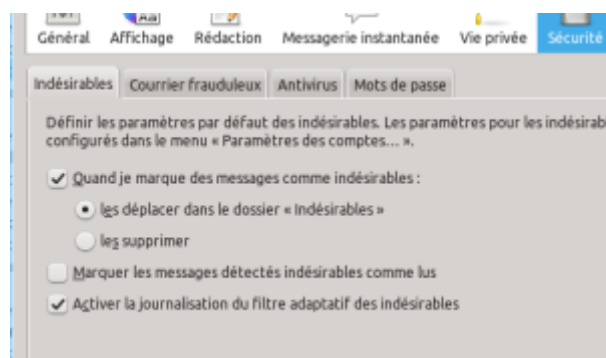 Général Affichage Rédaction Messagerie instantanée Vie privée Sécurité
Indésirables Courrier frauduleux Antivirus Mots de passe
Définir les paramètres par défaut des indésirables. Les paramètres pour les indésirab
configurés dans le menu « Paramètres des comptes... ».
Quand je marque des messages comme indésirables :
les déplacer dans le dossier « Indésirables »
les supprimer
Marquer les messages détectés indésirables comme lus
Activer la journalisation du filtre adaptatif des indésirables